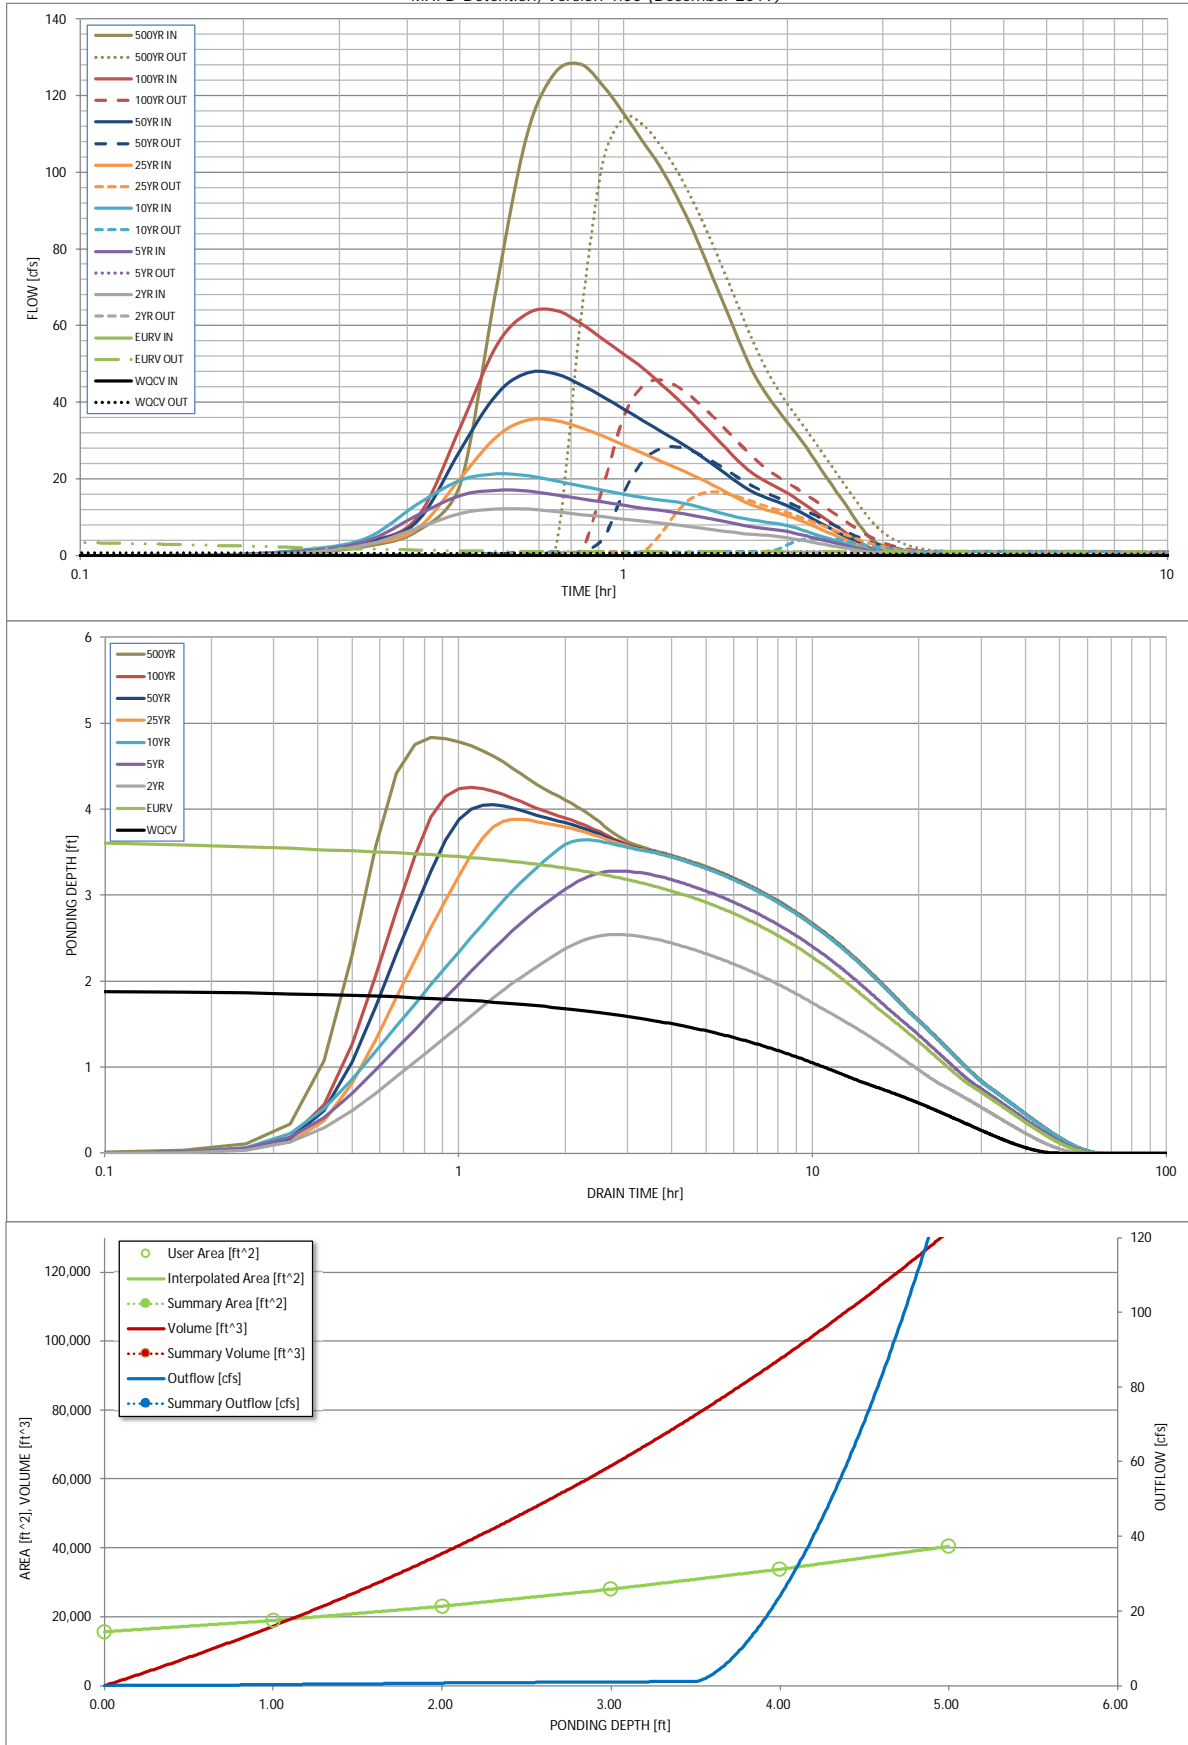 MHFD-Detention, Version 4.06 (December 2017)
140
120
100
80
60
40
20
0
FLOW [cfs]
500YR IN
500YR OUT
100YR IN
100YR OUT
50YR IN
50YR OUT
25YR IN
25YR OUT
10YR IN
10YR OUT
5YR IN
5YR OUT
2YR IN
2YR OUT
EURV IN
EURV OUT
WQCV IN
WQCV OUT
0.1
1
10
TIME [hr]
6
5
4
3
2
1
0
PONDING DEPTH [ft]
500YR
100YR
50YR
25YR
10YR
5YR
2YR
EURV
WQCV
0.1
1
10
100
DRAIN TIME [hr]
User Area [ft^2]
Interpolated Area [ft^2]
Summary Area [ft^2]
Volume [ft^3]
Summary Volume [ft^3]
Outflow [cfs]
Summary Outflow [cfs]
120,000
100,000
80,000
60,000
40,000
20,000
0
AREA [ft^2], VOLUME [ft^3]
120
100
80
60
40
20
0
OUTFLOW [cfs]
0.00
1.00
2.00
3.00
4.00
5.00
6.00
PONDING DEPTH [ft]